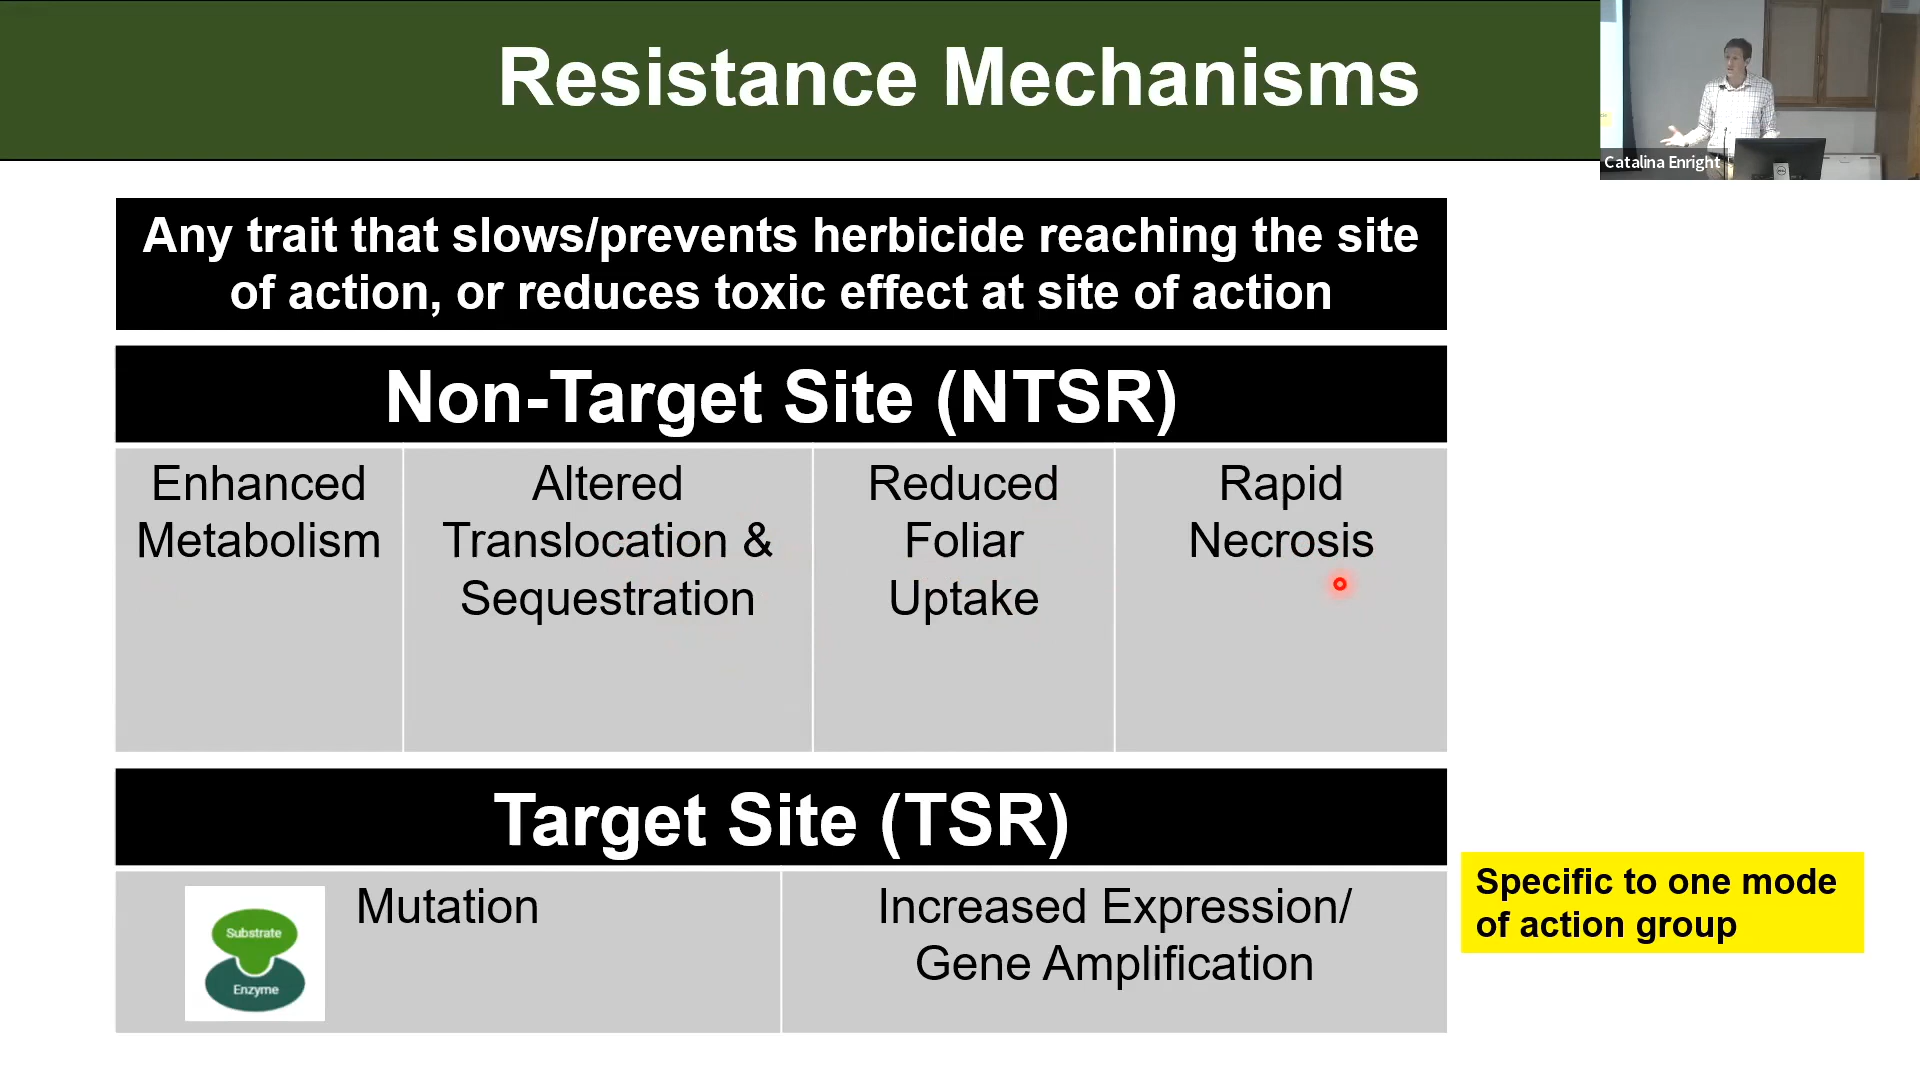 Resistance Mechanisms
Catalina Enright
Any trait that slows/prevents herbicide reaching the site
of action, or reduces toxic effect at site of action
Non-Target Site (NTSR)
Enhanced
Metabolism
Altered
Translocation &
Sequestration
Reduced
Foliar
Uptake
Rapid
Necrosis
Target Site (TSR)
Substrate
Enzyme
Mutation
Increased Expression/
Gene Amplification
Specific to one mode
of action group